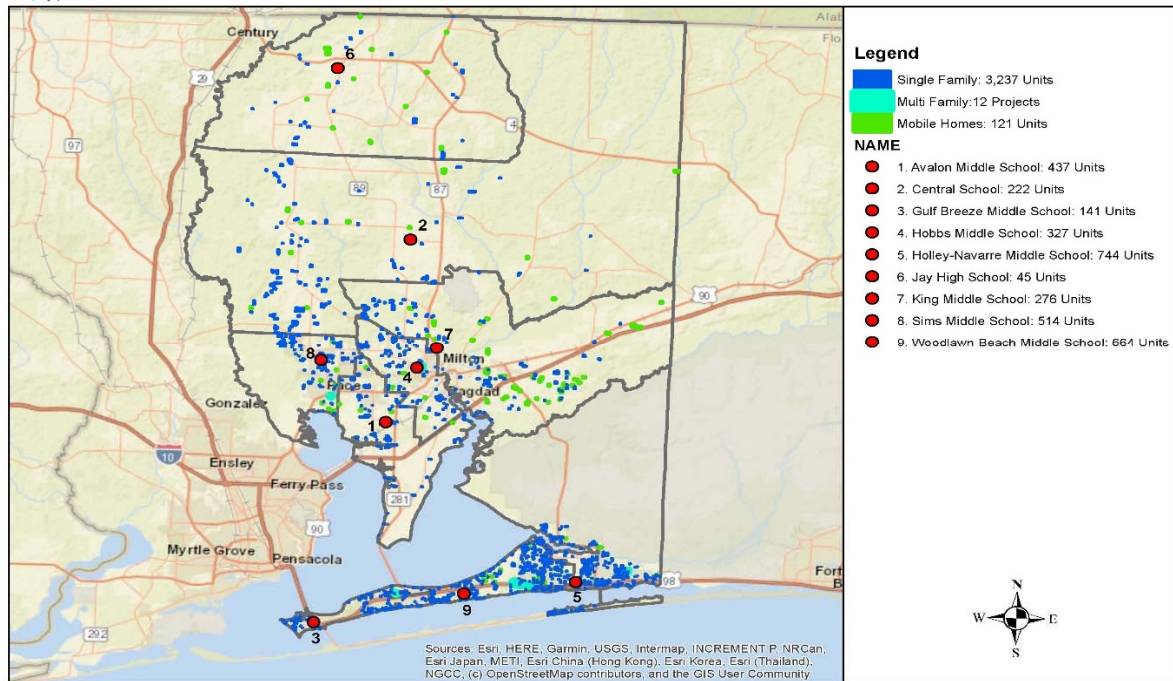 Century
Alab
Flo
6
29
4
97
89
87
2
90
7
8
Milton
4
Pace
Bagdad
Gonzalez
1
10
Ensley
Ferry Pass
281
90
Myrtle Grove
Pensacola
98
Fort
B
5
9
3
292
Sources: Esri, HERE, Garmin, USGS, Intermap, INCREMENT P, NRCan,
Esri Japan, METI, Esri China (Hong Kong), Esri Korea, Esri (Thailand),
NGCC, (c) OpenStreetMap contributors, and the GIS User Community
Legend
Single Family: 3,237 Units
Multi Family:12 Projects
Mobile Homes: 121 Units
NAME
1. Avalon Middle School: 437 Units
2. Central School: 222 Units
3. Gulf Breeze Middle School: 141 Units
4. Hobbs Middle School: 327 Units
5. Holley-Navarre Middle School: 744 Units
6. Jay High School: 45 Units
7. King Middle School: 276 Units
8. Sims Middle School: 514 Units
9. Woodlawn Beach Middle School: 664 Units
N
W
E
S